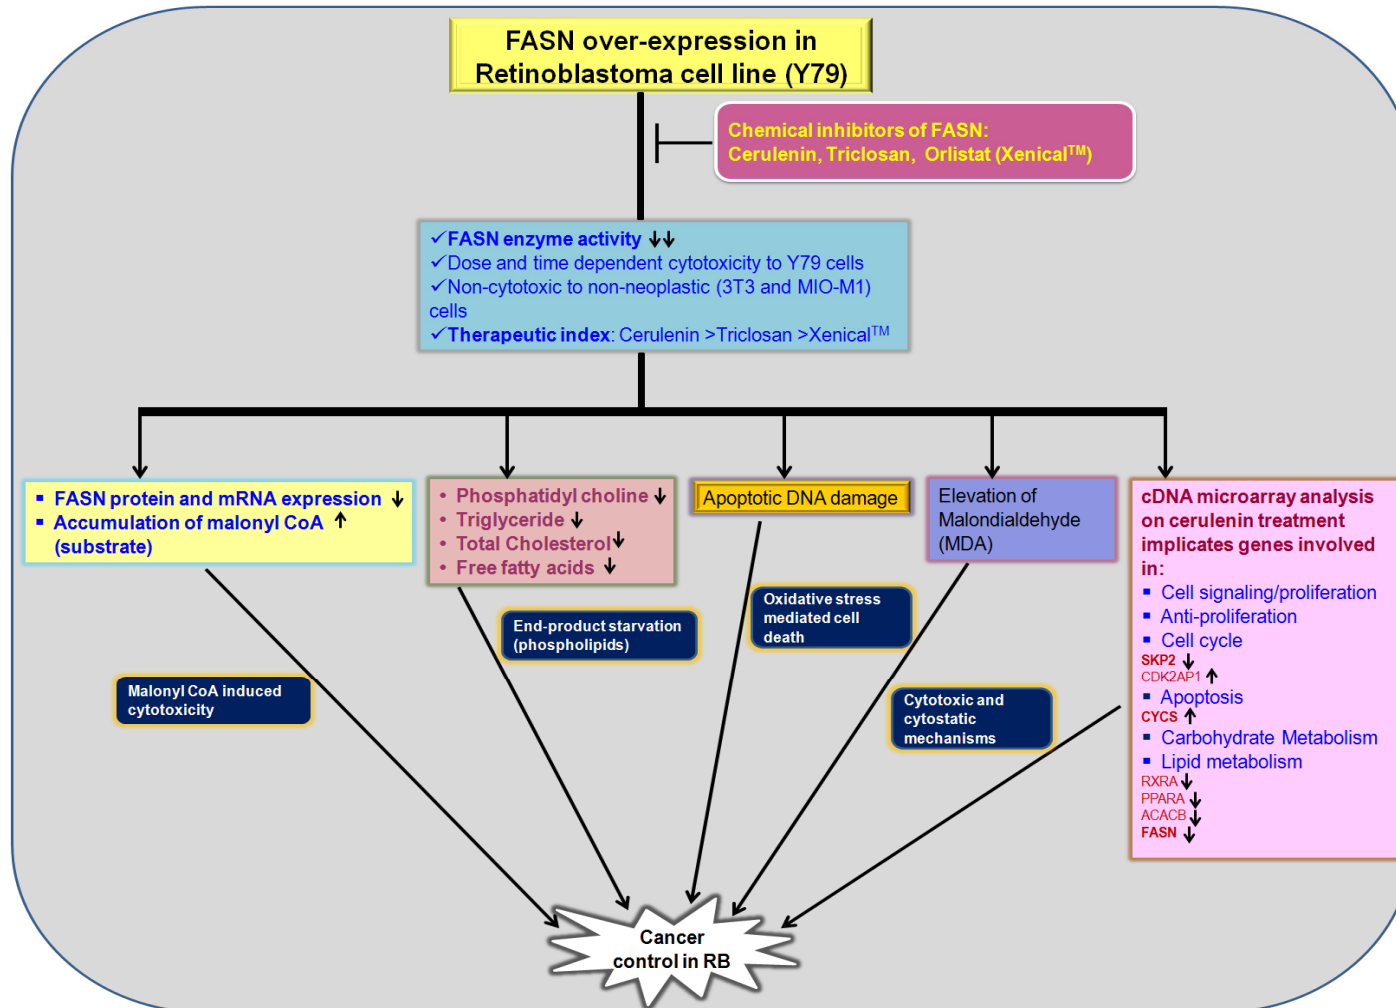 FASN over-expression in
Retinoblastoma cell line (Y79)
Chemical inhibitors of FASN:
Cerulenin, Triclosan, Orlistat (Xenical™)
✓FASN enzyme activity ↓↓
✓Dose and time dependent cytotoxicity to Y79 cells
✓Non-cytotoxic to non-neoplastic (3T3 and MIO-M1)
cells
✓Therapeutic index: Cerulenin >Triclosan >Xenical™
▪ FASN protein and mRNA expression ↓
▪ Accumulation of malonyl CoA ↑
(substrate)
• Phosphatidyl choline ↓
• Triglyceride ↓
• Total Cholesterol ↓
• Free fatty acids ↓
Apoptotic DNA damage
Elevation of
Malondialdehyde
(MDA)
cDNA microarray analysis
on cerulenin treatment
implicates genes involved
in:
▪ Cell signaling/proliferation
▪ Anti-proliferation
▪ Cell cycle
SKP2 ↓
CDK2AP1 ↑
▪ Apoptosis
CYCS ↑
▪ Carbohydrate Metabolism
▪ Lipid metabolism
RXRA ↓
PPARA ↓
ACACB ↓
FASN ↓
Malonyl CoA induced
cytotoxicity
End-product starvation
(phospholipids)
Oxidative stress
mediated cell
death
Cytotoxic and
cytostatic
mechanisms
Cancer
control in RB